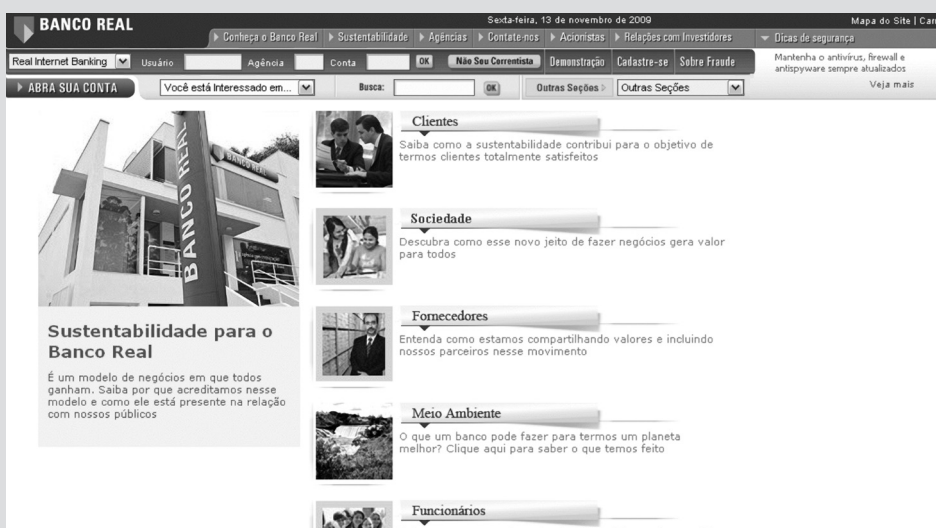 BANCO REAL
Sexta-feira, 13 de novembro de 2009
Mapa do Site | Carr
Conheça o Banco Real
Sustentabilidade
Agências
Contate-nos
Acionistas
Relações com Investidores
Dicas de segurança
Real Internet Banking
Usuário
Agência
Conta
OK
Não Sou Correntista
Demonstração
Cadastre-se
Sobre Fraude
Mantenha o antivírus, firewall e
antispyware sempre atualizados
Veja mais
ABRA SUA CONTA
Você está Interessado em...
Busca:
OK
Outras Seções
Outras Seções
BANCO REAL
BANCO REAL
Sustentabilidade para o
Banco Real
É um modelo de negócios em que todos
ganham. Saiba por que acreditamos nesse
modelo e como ele está presente na relação
com nossos públicos
Clientes
Saiba como a sustentabilidade contribui para o objetivo de
termos clientes totalmente satisfeitos
Sociedade
Descubra como esse novo jeito de fazer negócios gera valor
para todos
Fornecedores
Entenda como estamos compartilhando valores e incluindo
nossos parceiros nesse movimento
Meio Ambiente
O que um banco pode fazer para termos um planeta
melhor? Clique aqui para saber o que temos feito
Funcionários